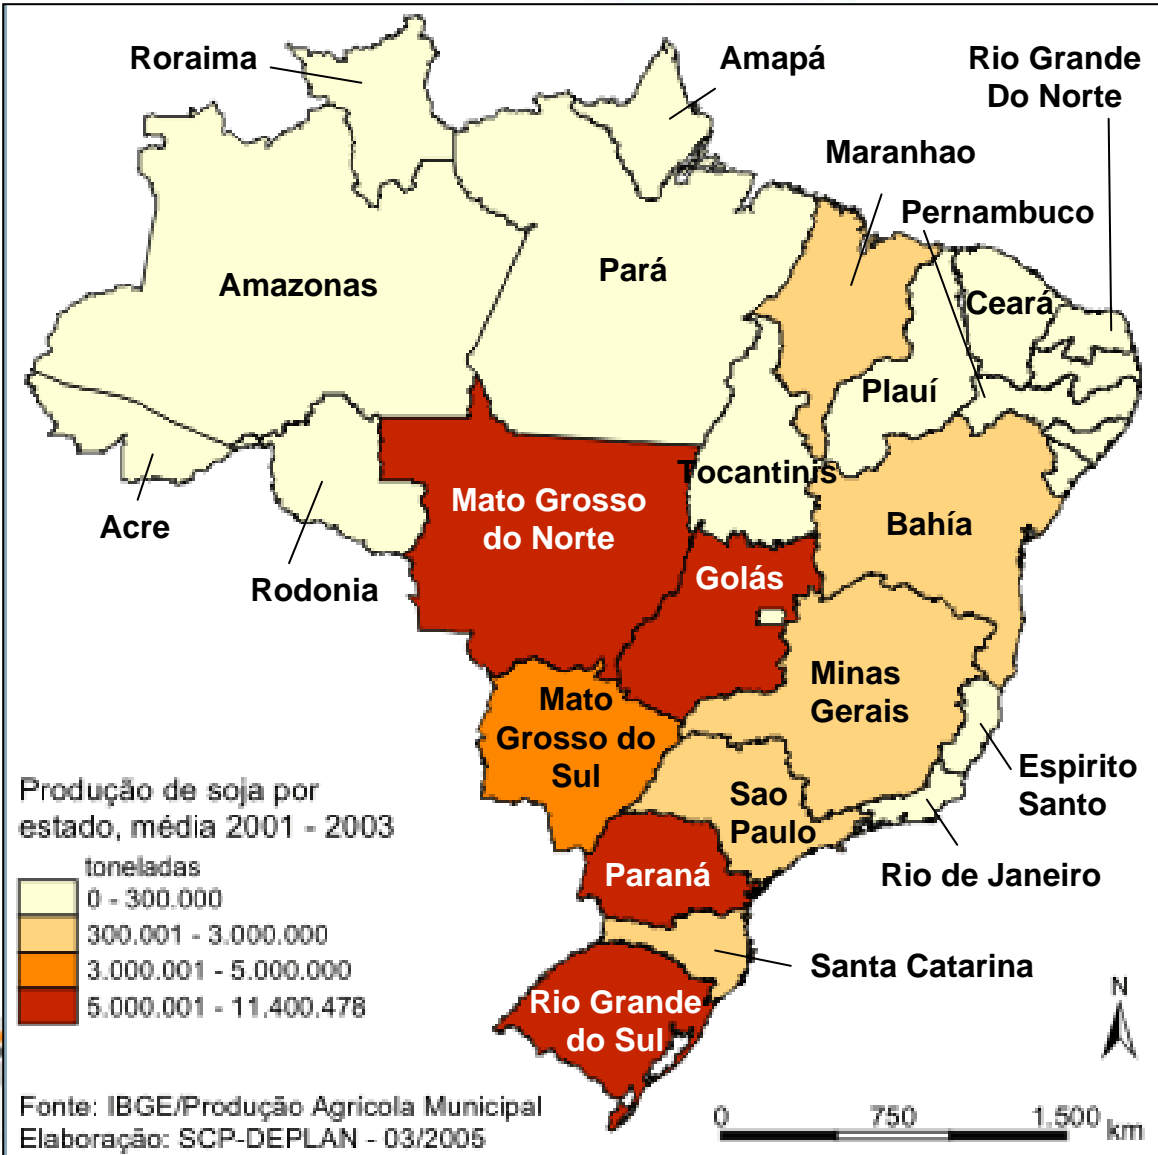 Roraima
Amapá
Rio Grande
Do Norte
Maranhao
Pernambuco
Amazonas
Pará
Ceará
Plauí
Tocantinis
Acre
Rodonia
Mato Grosso
do Norte
Bahía
Golás
Minas
Gerais
Mato
Grosso do
Sul
Espirito
Santo
Sao
Paulo
Rio de Janeiro
Paraná
Santa Catarina
Rio Grande
do Sul
Produção de soja por
estado, média 2001 - 2003
toneladas
0 - 300.000
300.001 - 3.000.000
3.000.001 - 5.000.000
5.000.001 - 11.400.478
N
Fonte: IBGE/Produção Agrícola Municipal
Elaboração: SCP-DEPLAN - 03/2005
0 750 1.500 km